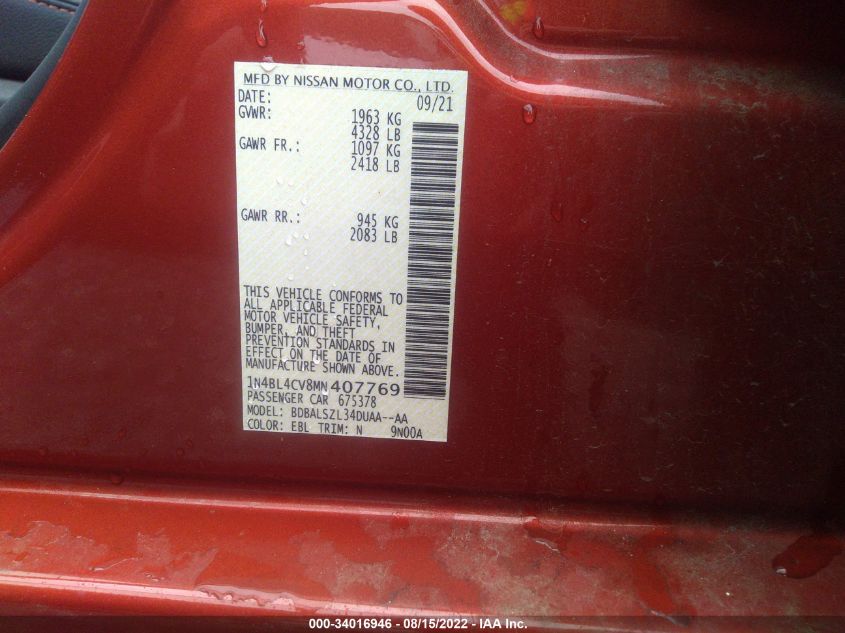 MFD BY NISSAN MOTOR CO., LTD.
DATE: 09/21
GVWR: 1963 KG
4328 LB
GAWR FR.: 1097 KG
2418 LB
GAWR RR.: 945 KG
2083 LB
THIS VEHICLE CONFORMS TO
ALL APPLICABLE FEDERAL
MOTOR VEHICLE SAFETY,
BUMPER, AND THEFT
PREVENTION STANDARDS IN
EFFECT ON THE DATE OF
MANUFACTURE SHOWN ABOVE.
1N4BL4CV8MN407769
PASSENGER CAR 675378
MODEL: BDBALSZL34DUAA--AA
COLOR: EBL TRIM: N 9N00A
000-34016946 - 08/15/2022 - IAA Inc.